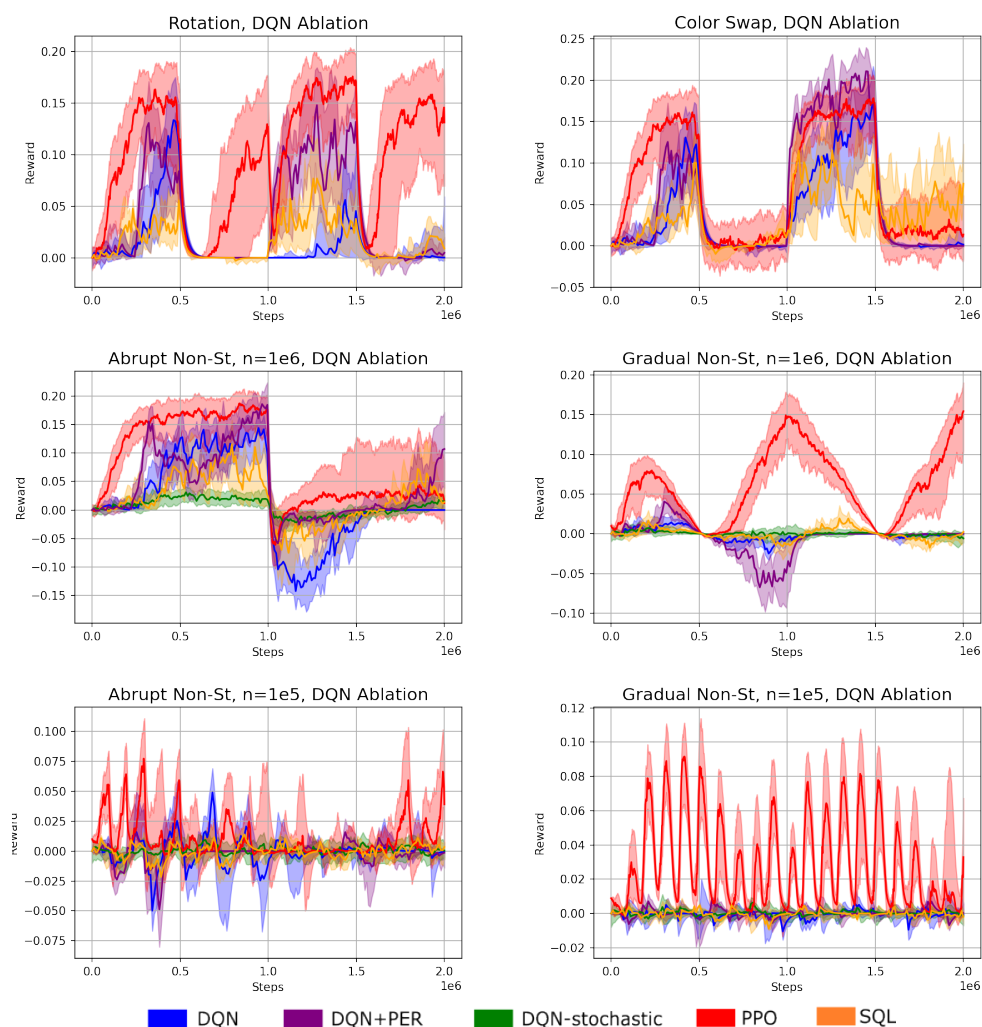 Rotation, DQN Ablation
Color Swap, DQN Ablation
0.20
0.15
0.10
0.05
0.00
Reward
0.0 0.5 1.0 1.5 2.0
Steps
1e6
0.25
0.20
0.15
0.10
0.05
0.00
−0.05
Reward
0.0 0.5 1.0 1.5 2.0
Steps
1e6
Abrupt Non-St, n=1e6, DQN Ablation
Gradual Non-St, n=1e6, DQN Ablation
0.20
0.15
0.10
0.05
0.00
−0.05
−0.10
−0.15
Reward
0.0 0.5 1.0 1.5 2.0
Steps
1e6
0.20
0.15
0.10
0.05
0.00
−0.05
−0.10
Reward
0.0 0.5 1.0 1.5 2.0
Steps
1e6
Abrupt Non-St, n=1e5, DQN Ablation
Gradual Non-St, n=1e5, DQN Ablation
0.100
0.075
0.050
0.025
0.000
−0.025
−0.050
−0.075
Reward
0.0 0.5 1.0 1.5 2.0
Steps
1e6
0.12
0.10
0.08
0.06
0.04
0.02
0.00
−0.02
Reward
0.0 0.5 1.0 1.5 2.0
Steps
1e6
DQN DQN+PER DQN-stochastic PPO SQL